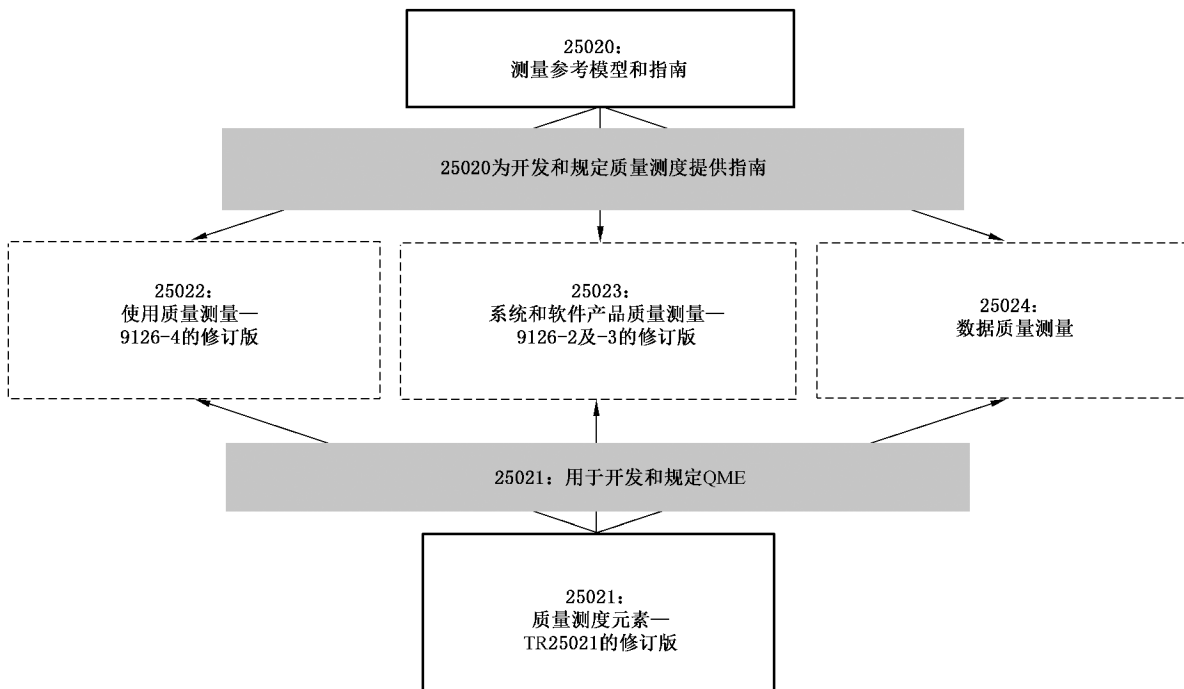 25020:
测量参考模型和指南
25020为开发和规定质量测度提供指南
25022:
使用质量测量—
9126-4的修订版
25023:
系统和软件产品质量测量—
9126-2及-3的修订版
25024:
数据质量测量
25021: 用于开发和规定QME
25021:
质量测度元素—
TR25021的修订版